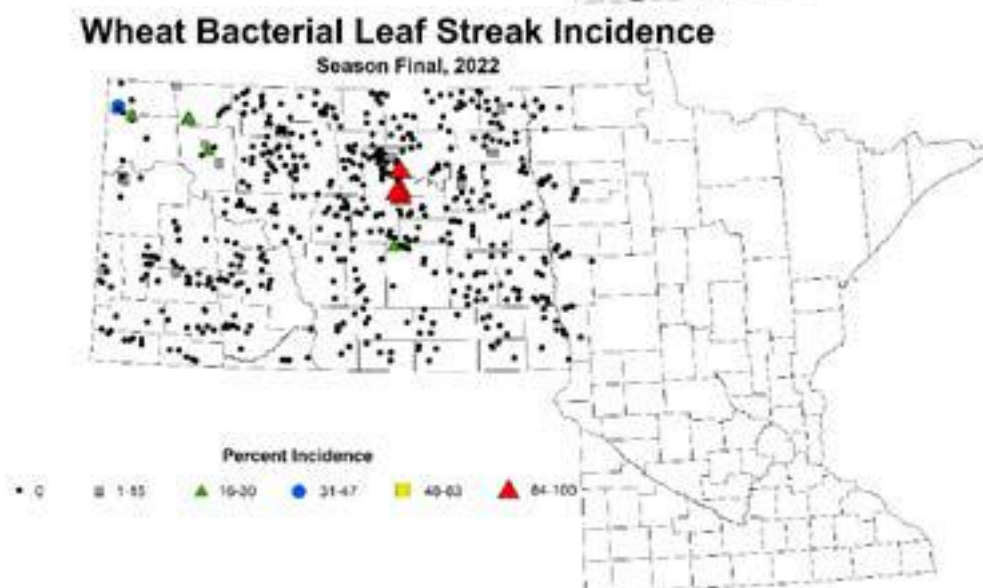 Wheat Bacterial Leaf Streak Incidence
Season Final, 2022
Percent Incidence
0 1-15 16-30 31-47 48-63 84-100